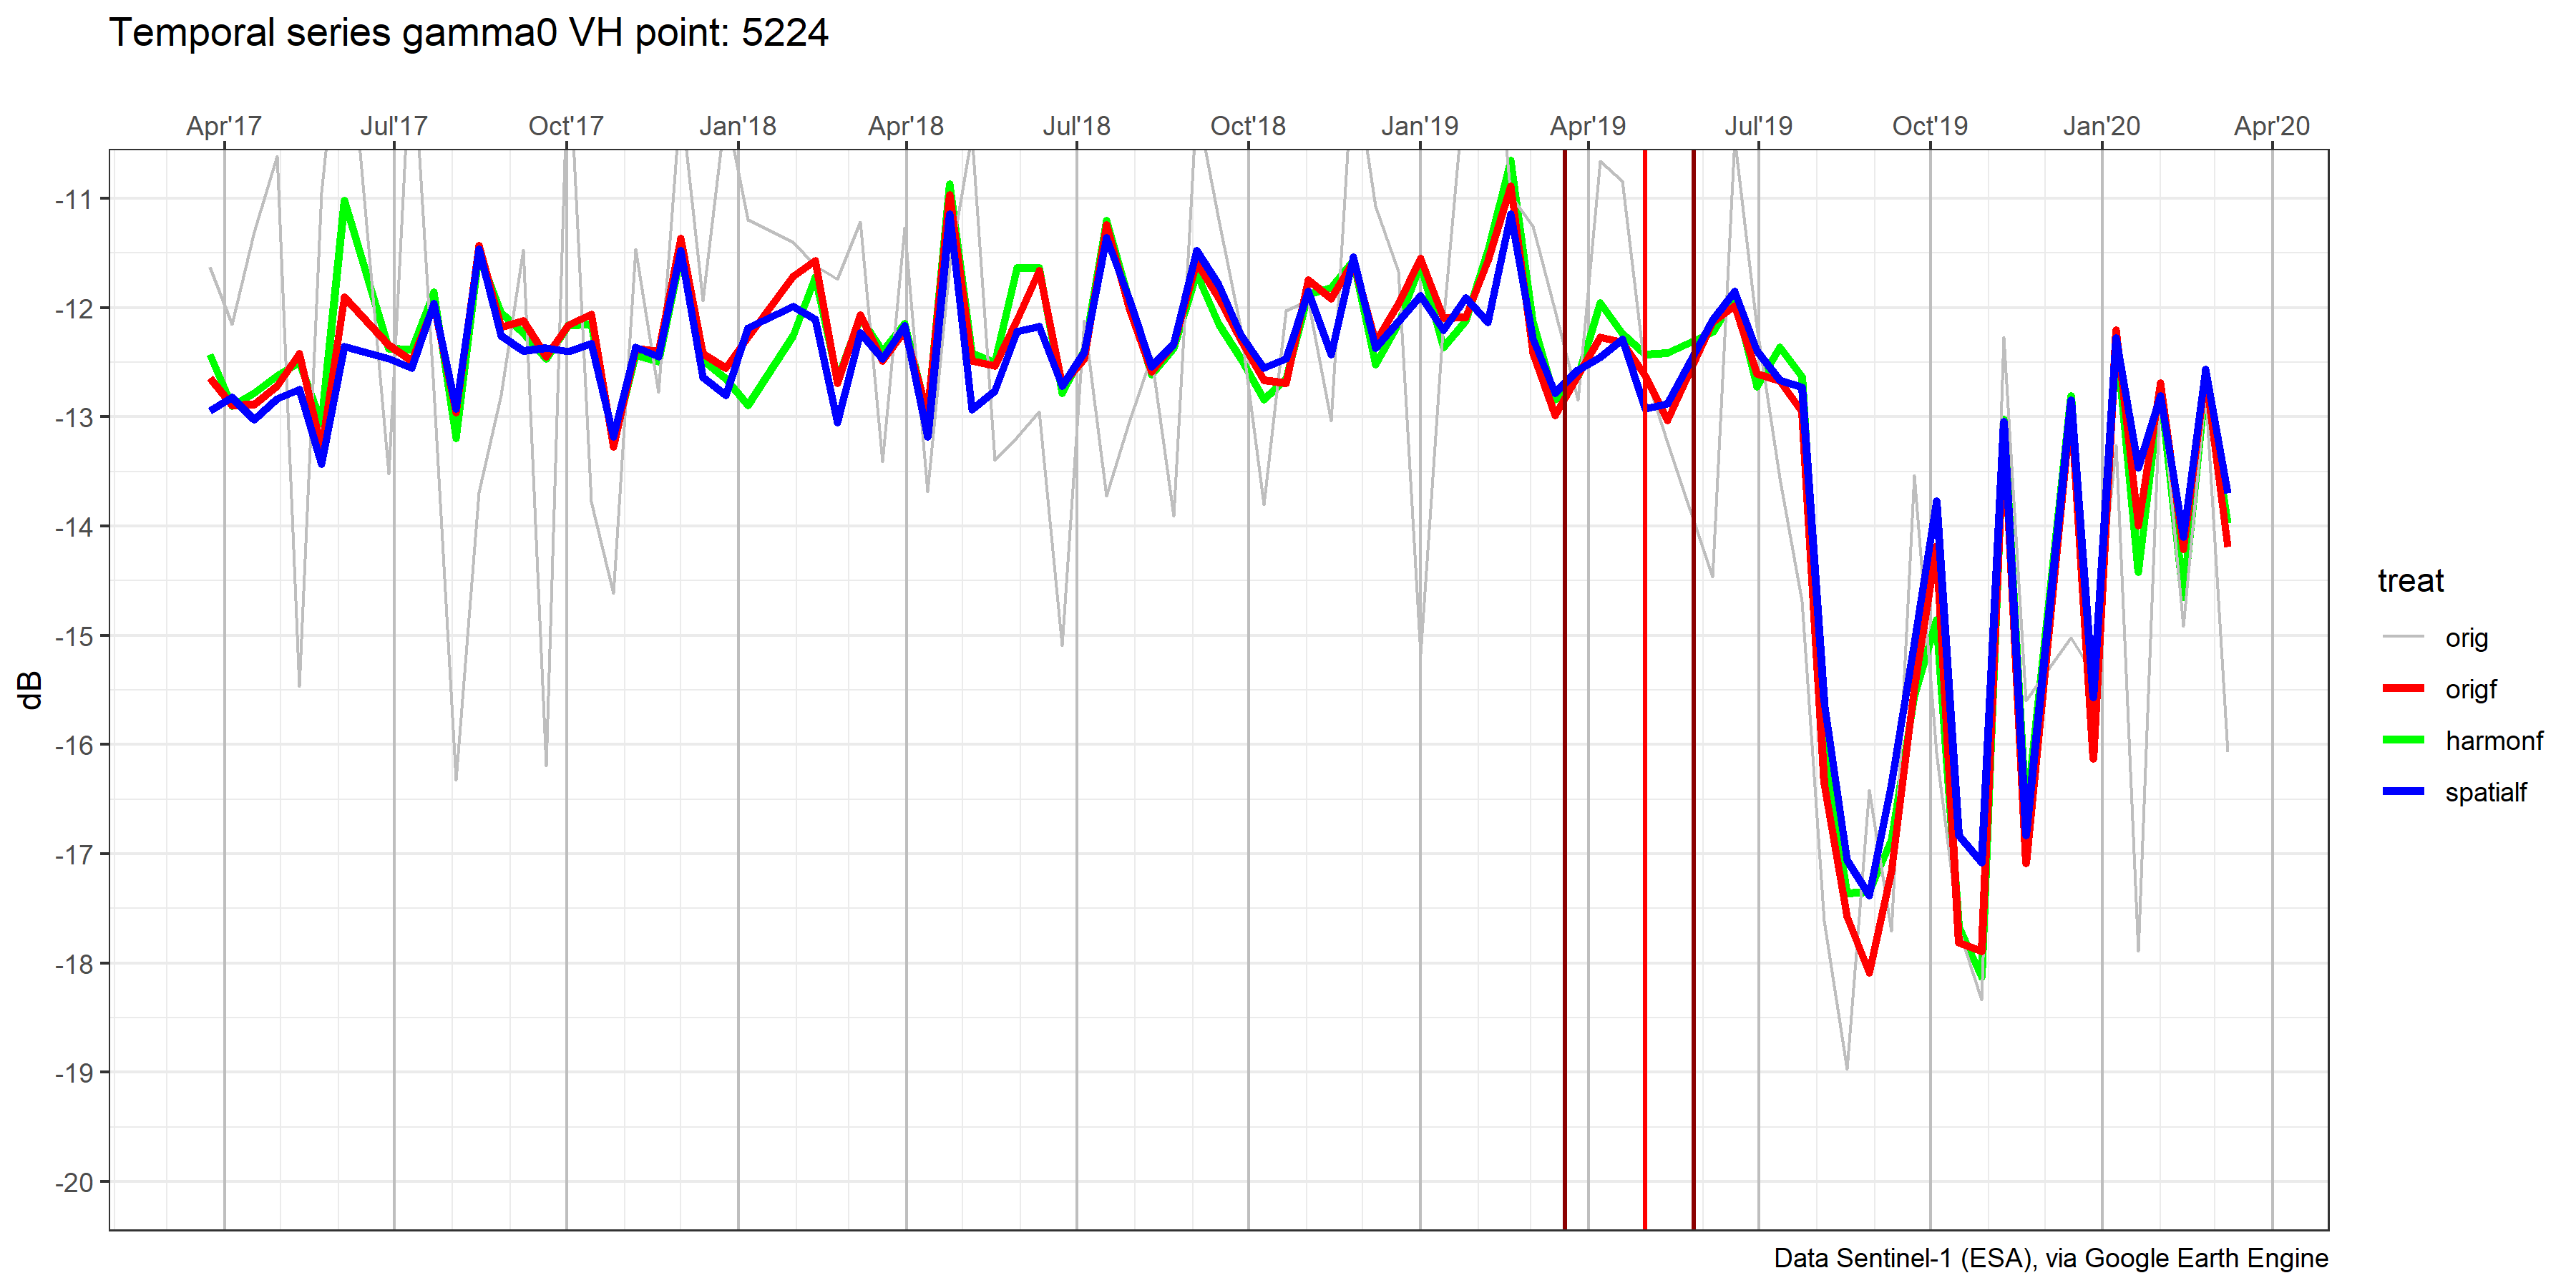 Temporal series gamma0 VH point: 5224
Apr'17 Jul'17 Oct'17 Jan'18 Apr'18 Jul'18 Oct'18 Jan'19 Apr'19 Jul'19 Oct'19 Jan'20 Apr'20
-11
-12
-13
-14
-15
-16
-17
-18
-19
-20
dB
treat
orig
origf
harmonf
spatialf
Data Sentinel-1 (ESA), via Google Earth Engine